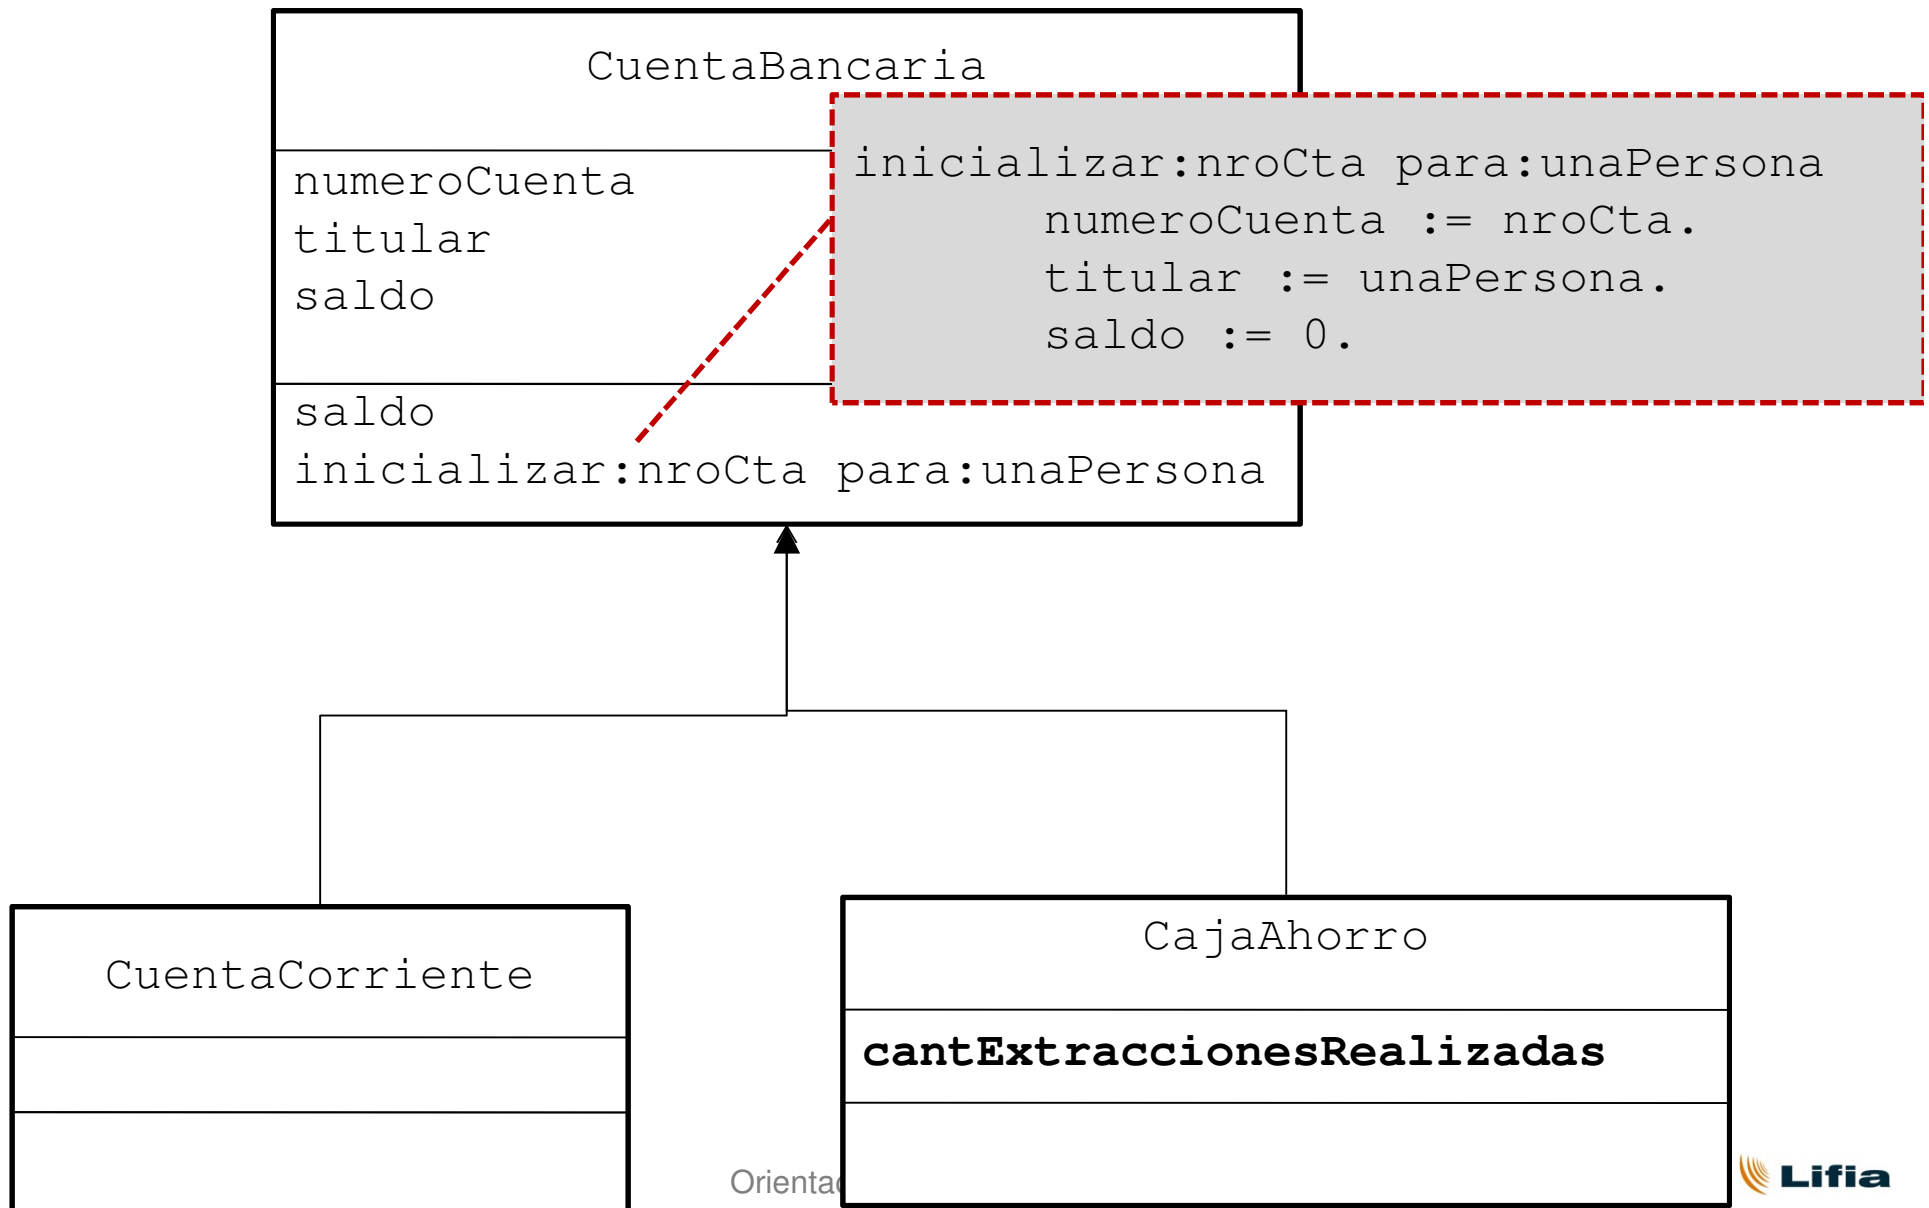 CuentaBancaria
numeroCuenta
titular
saldo
inicializar:nroCta para:unaPersona
numeroCuenta := nroCta.
titular := unaPersona.
saldo := 0.
saldo
inicializar:nroCta para:unaPersona
CuentaCorriente
CajaAhorro
cantExtraccionesRealizadas
Lifia